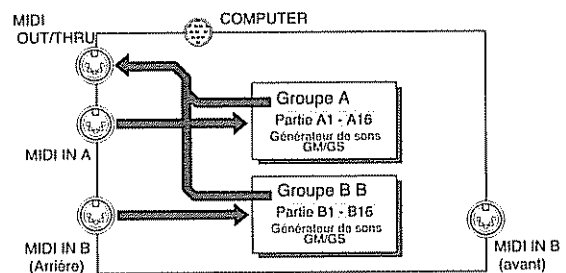 MIDI
OUT/THRU
COMPUTER
Groupe A
Partie A1 - A16
Générateur de sons
GM/GS
MIDI IN A
Groupe B B
Partie B1 - B16
Générateur de sons
GM/GS
MIDI IN B
(Arrière)
MIDI IN B
(avant)